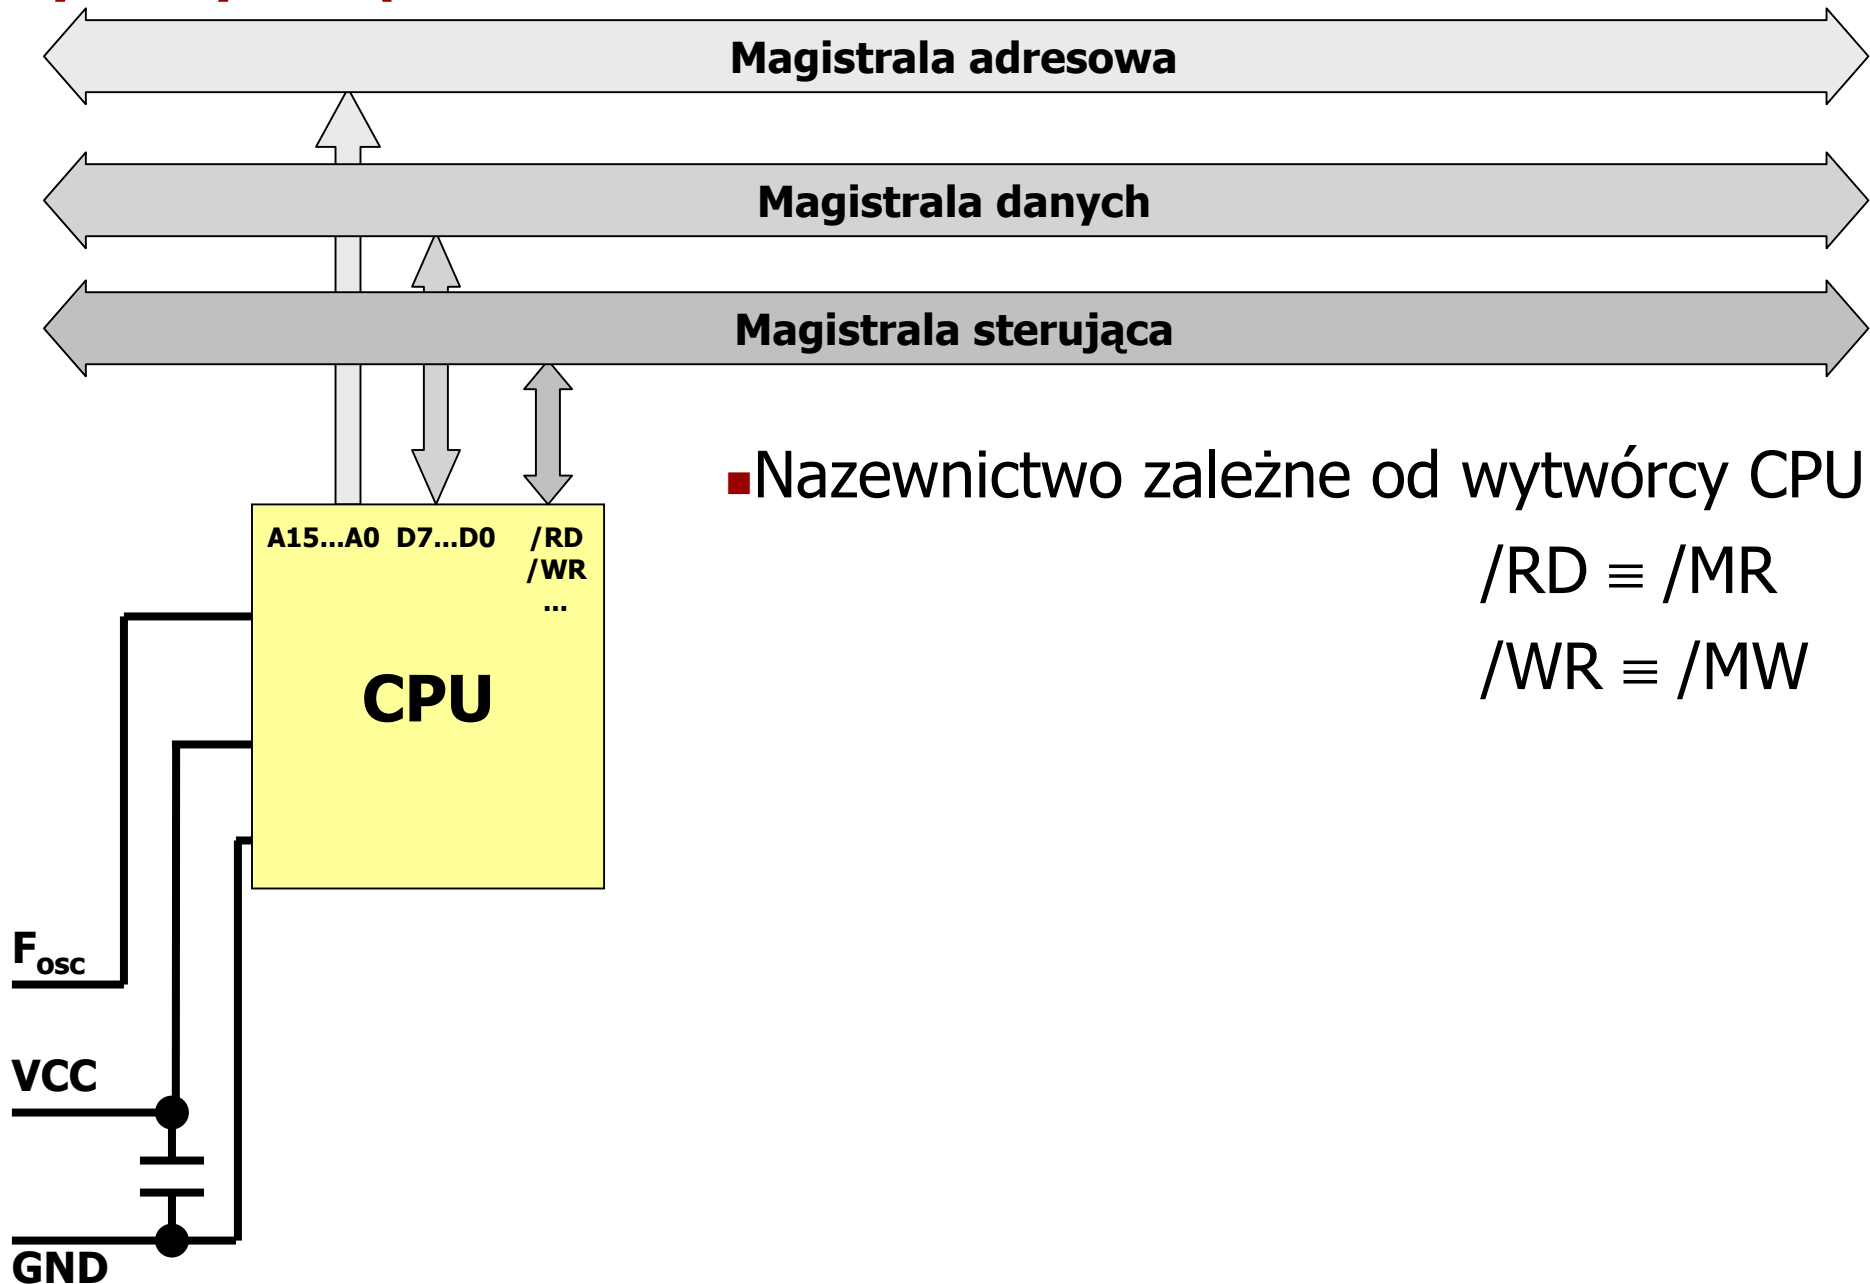 Magistrala adresowa
Magistrala danych
Magistrala sterująca
▪Nazewnictwo zależne od wytwórcy CPU
/RD ≡ /MR
/WR ≡ /MW
A15...A0 D7...D0 /RD
/WR
...
CPU
Fosc
VCC
GND